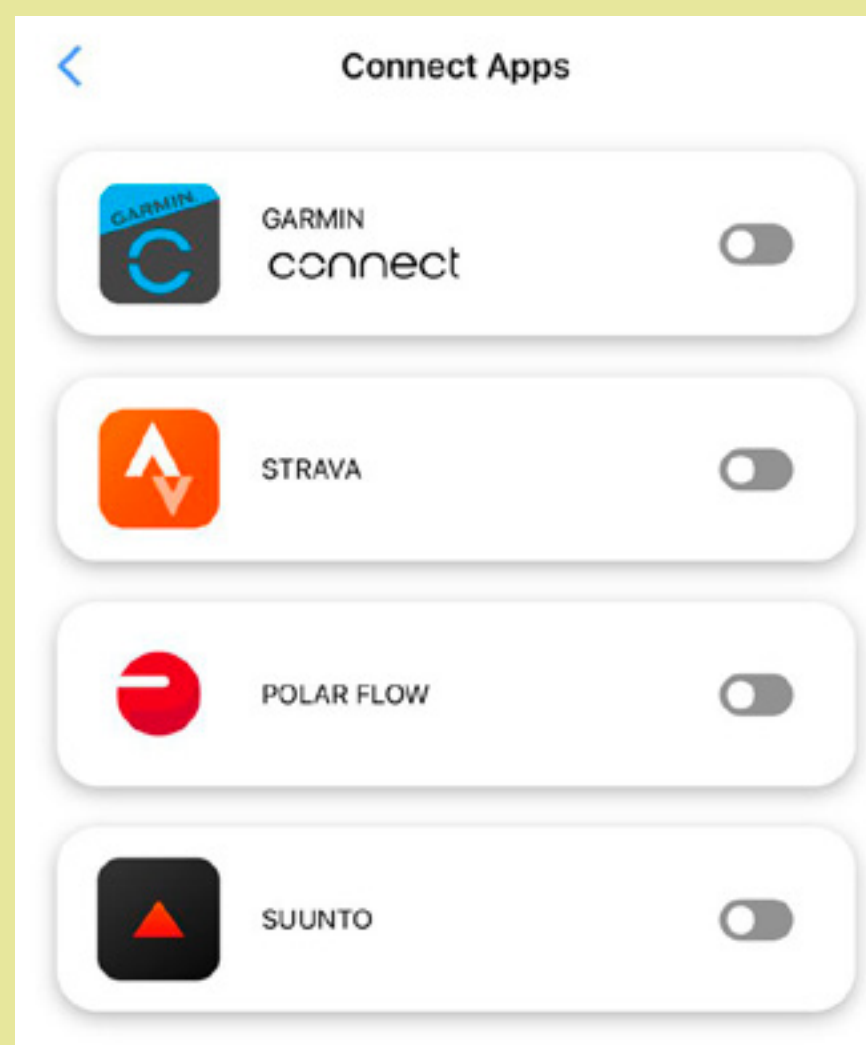 Connect Apps
GARMIN
GARMIN
connect
STRAVA
POLAR FLOW
SUUNTO